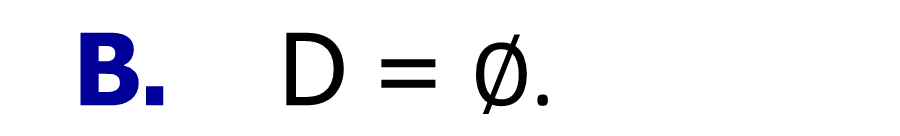 B. D = ∅.